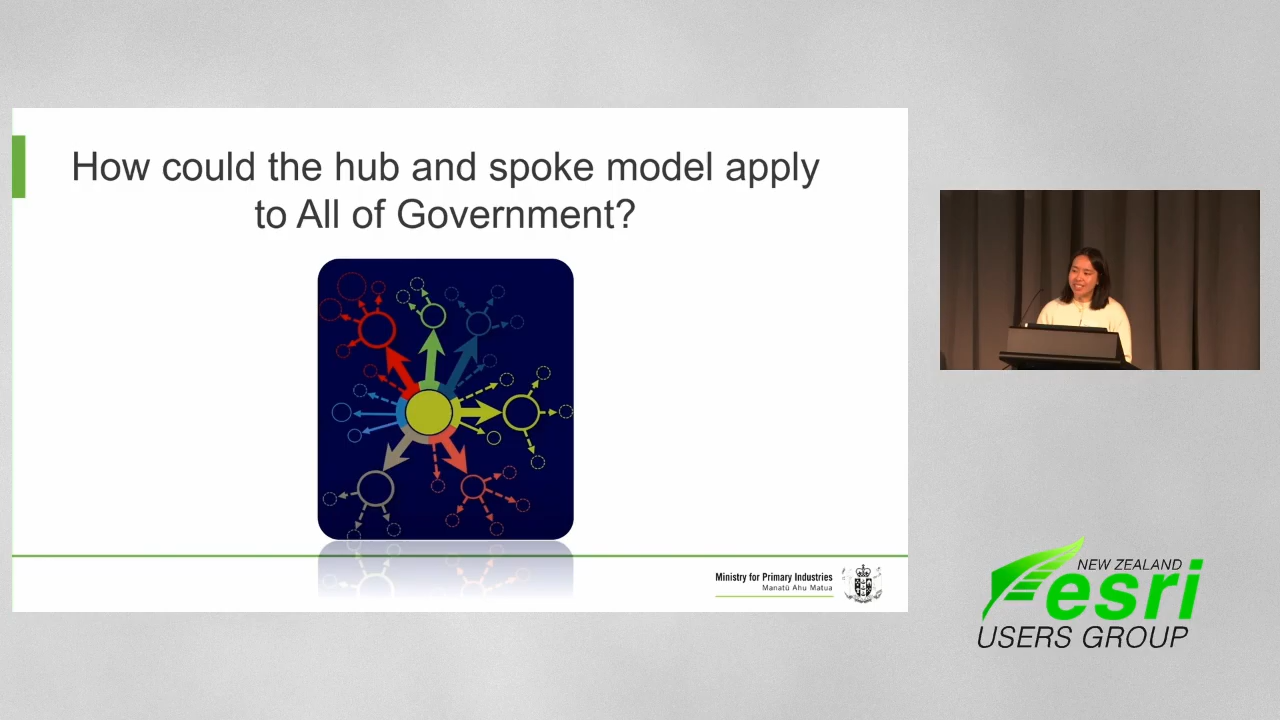 How could the hub and spoke model apply
to All of Government?
Ministry for Primary Industries
Manatū Ahu Matua
NEW ZEALAND
esri
USERS GROUP